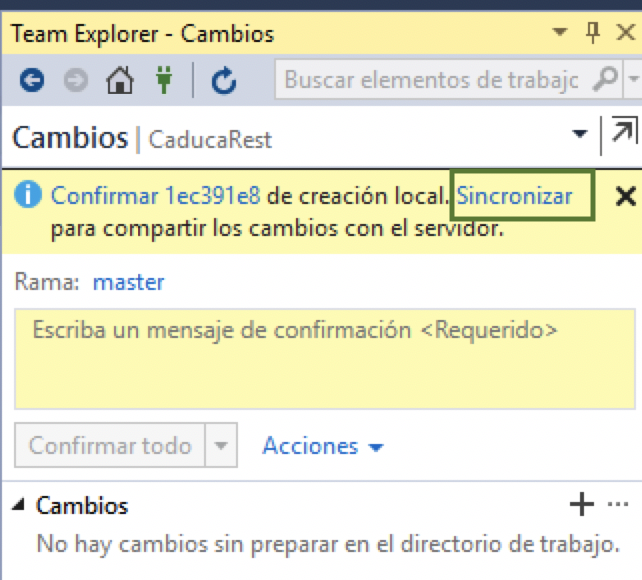 Team Explorer - Cambios
Buscar elementos de trabajc
Cambios | CaducaRest
Confirmar 1ec391e8 de creación local. Sincronizar
para compartir los cambios con el servidor.
Rama: master
Escriba un mensaje de confirmación <Requerido>
Confirmar todo
Acciones
Cambios
No hay cambios sin preparar en el directorio de trabajo.